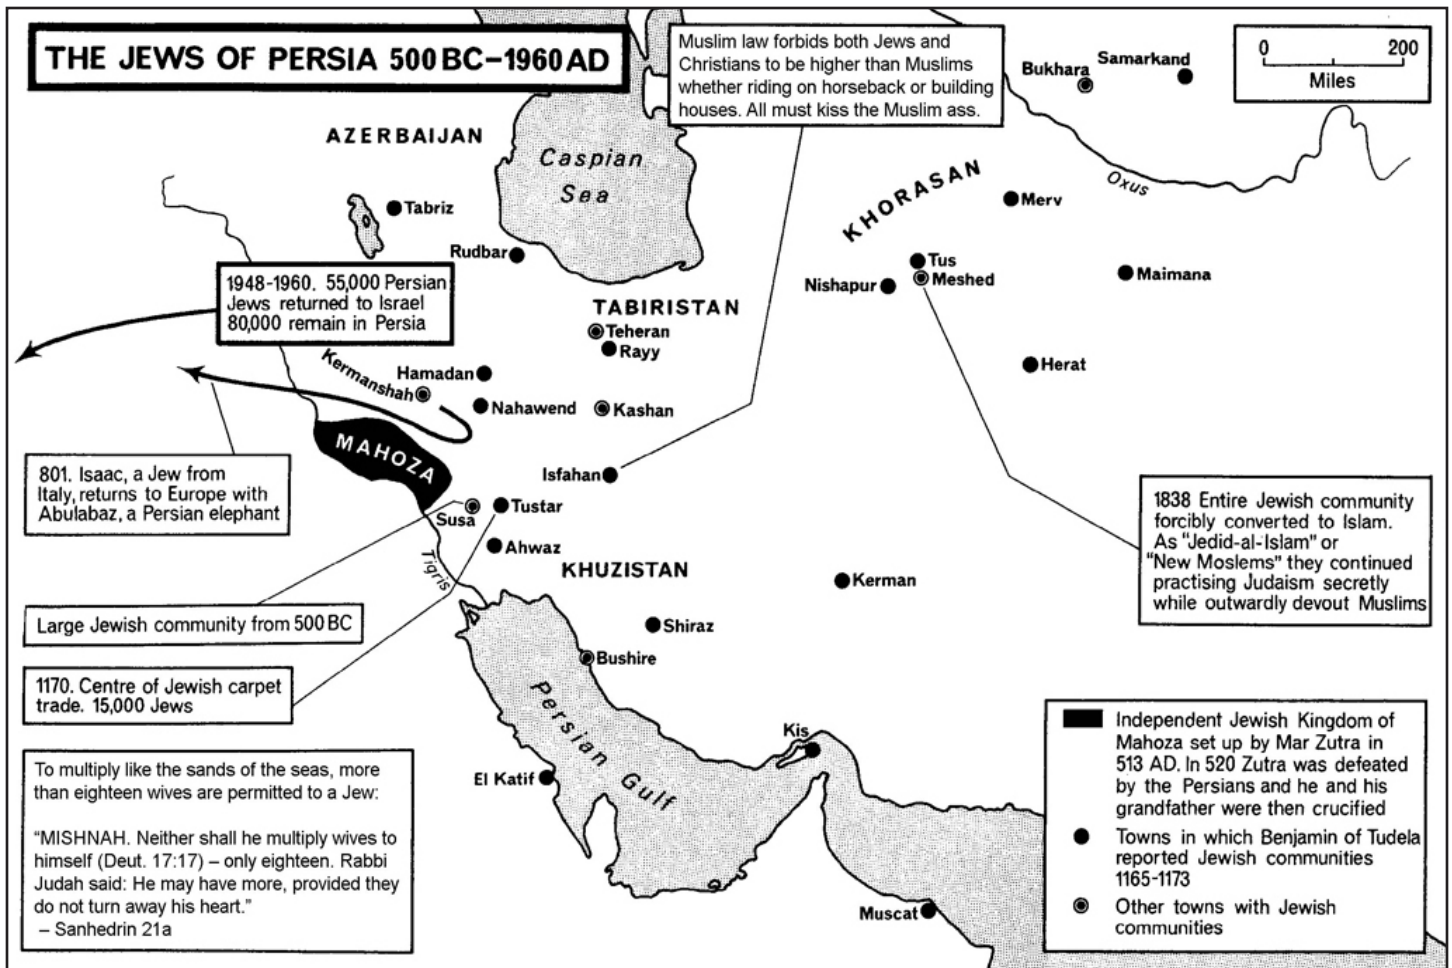 THE JEWS OF PERSIA 500 BC–1960 AD
Muslim law forbids both Jews and
Christians to be higher than Muslims
whether riding on horseback or building
houses. All must kiss the Muslim ass.
0 200
Miles
Bukhara
Samarkand
AZERBAIJAN
Caspian
Sea
KHORASAN
Oxus
Merv
Tabriz
Rudbar
Tus
Meshed
Nishapur
Maimana
1948-1960. 55,000 Persian
Jews returned to Israel
80,000 remain in Persia
TABIRISTAN
Teheran
Rayy
Kermanshah
Hamadan
Herat
Nahawend
Kashan
MAHOZA
801. Isaac, a Jew from
Italy, returns to Europe with
Abulabaz, a Persian elephant
Isfahan
Susa
Tustar
Ahwaz
Tigris
KHUZISTAN
Kerman
1838 Entire Jewish community
forcibly converted to Islam.
As "Jedid-al-Islam" or
"New Moslems" they continued
practising Judaism secretly
while outwardly devout Muslims
Large Jewish community from 500 BC
Shiraz
Bushire
1170. Centre of Jewish carpet
trade. 15,000 Jews
Persian Gulf
Kis
El Katif
Muscat
To multiply like the sands of the seas, more
than eighteen wives are permitted to a Jew:
“MISHNAH. Neither shall he multiply wives to
himself (Deut. 17:17) – only eighteen. Rabbi
Judah said: He may have more, provided they
do not turn away his heart.”
– Sanhedrin 21a
Independent Jewish Kingdom of
Mahoza set up by Mar Zutra in
513 AD. In 520 Zutra was defeated
by the Persians and he and his
grandfather were then crucified
Towns in which Benjamin of Tudela
reported Jewish communities
1165-1173
Other towns with Jewish
communities